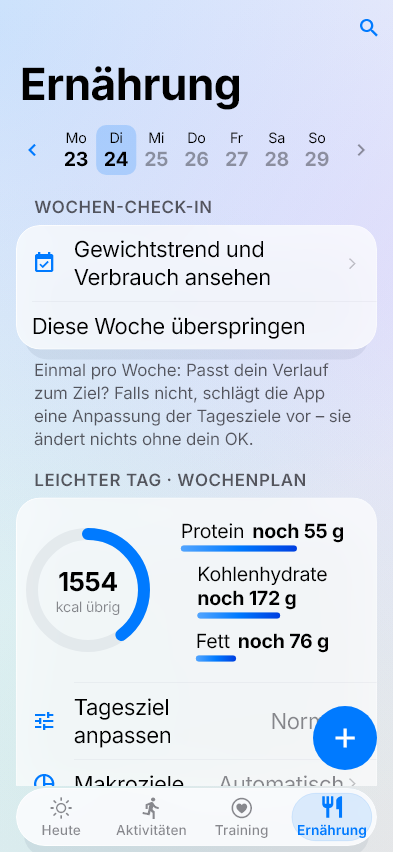 Ernährung
Mo Di Mi Do Fr Sa So
23 24 25 26 27 28 29
WOCHEN-CHECK-IN
Gewichtstrend und
Verbrauch ansehen
Diese Woche überspringen
Einmal pro Woche: Passt dein Verlauf
zum Ziel? Falls nicht, schlägt die App
eine Anpassung der Tagesziele vor – sie
ändert nichts ohne dein OK.
LEICHTER TAG · WOCHENPLAN
1554
kcal übrig
Protein noch 55 g
Kohlenhydrate
noch 172 g
Fett noch 76 g
Tagesziel
anpassen
Makroziele Automatisch
Heute Aktivitäten Training Ernährung